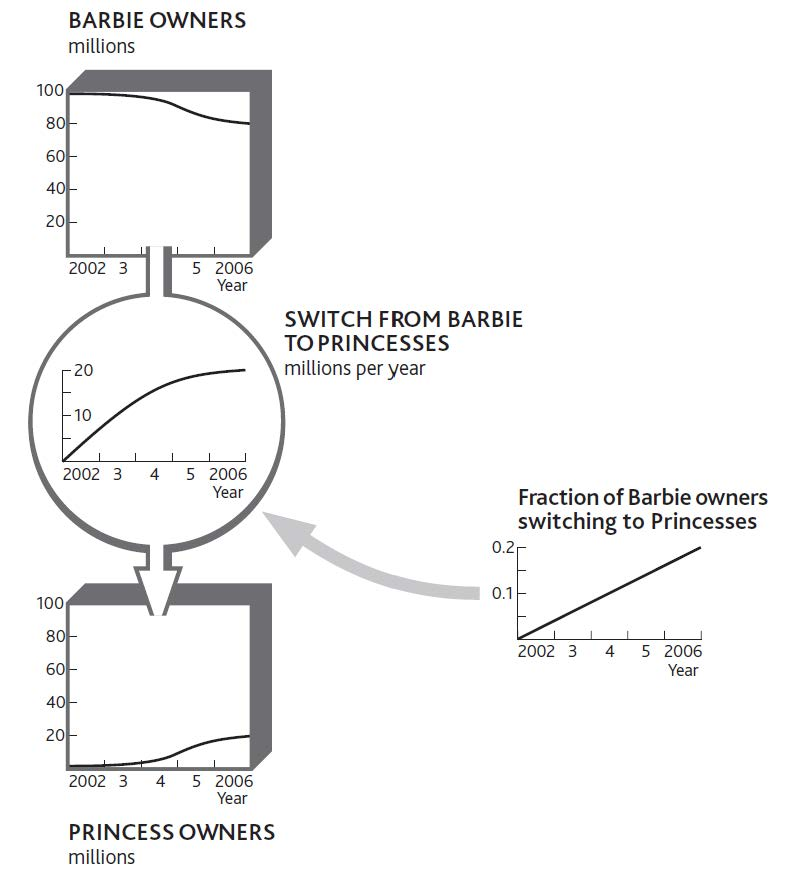 BARBIE OWNERS
millions
100
80
60
40
20
2002 3 5 2006
Year
SWITCH FROM BARBIE
TO PRINCESSES
millions per year
20
10
2002 3 4 5 2006
Year
Fraction of Barbie owners
switching to Princesses
0.2
0.1
2002 3 4 5 2006
Year
100
80
60
40
20
2002 3 4 5 2006
Year
PRINCESS OWNERS
millions